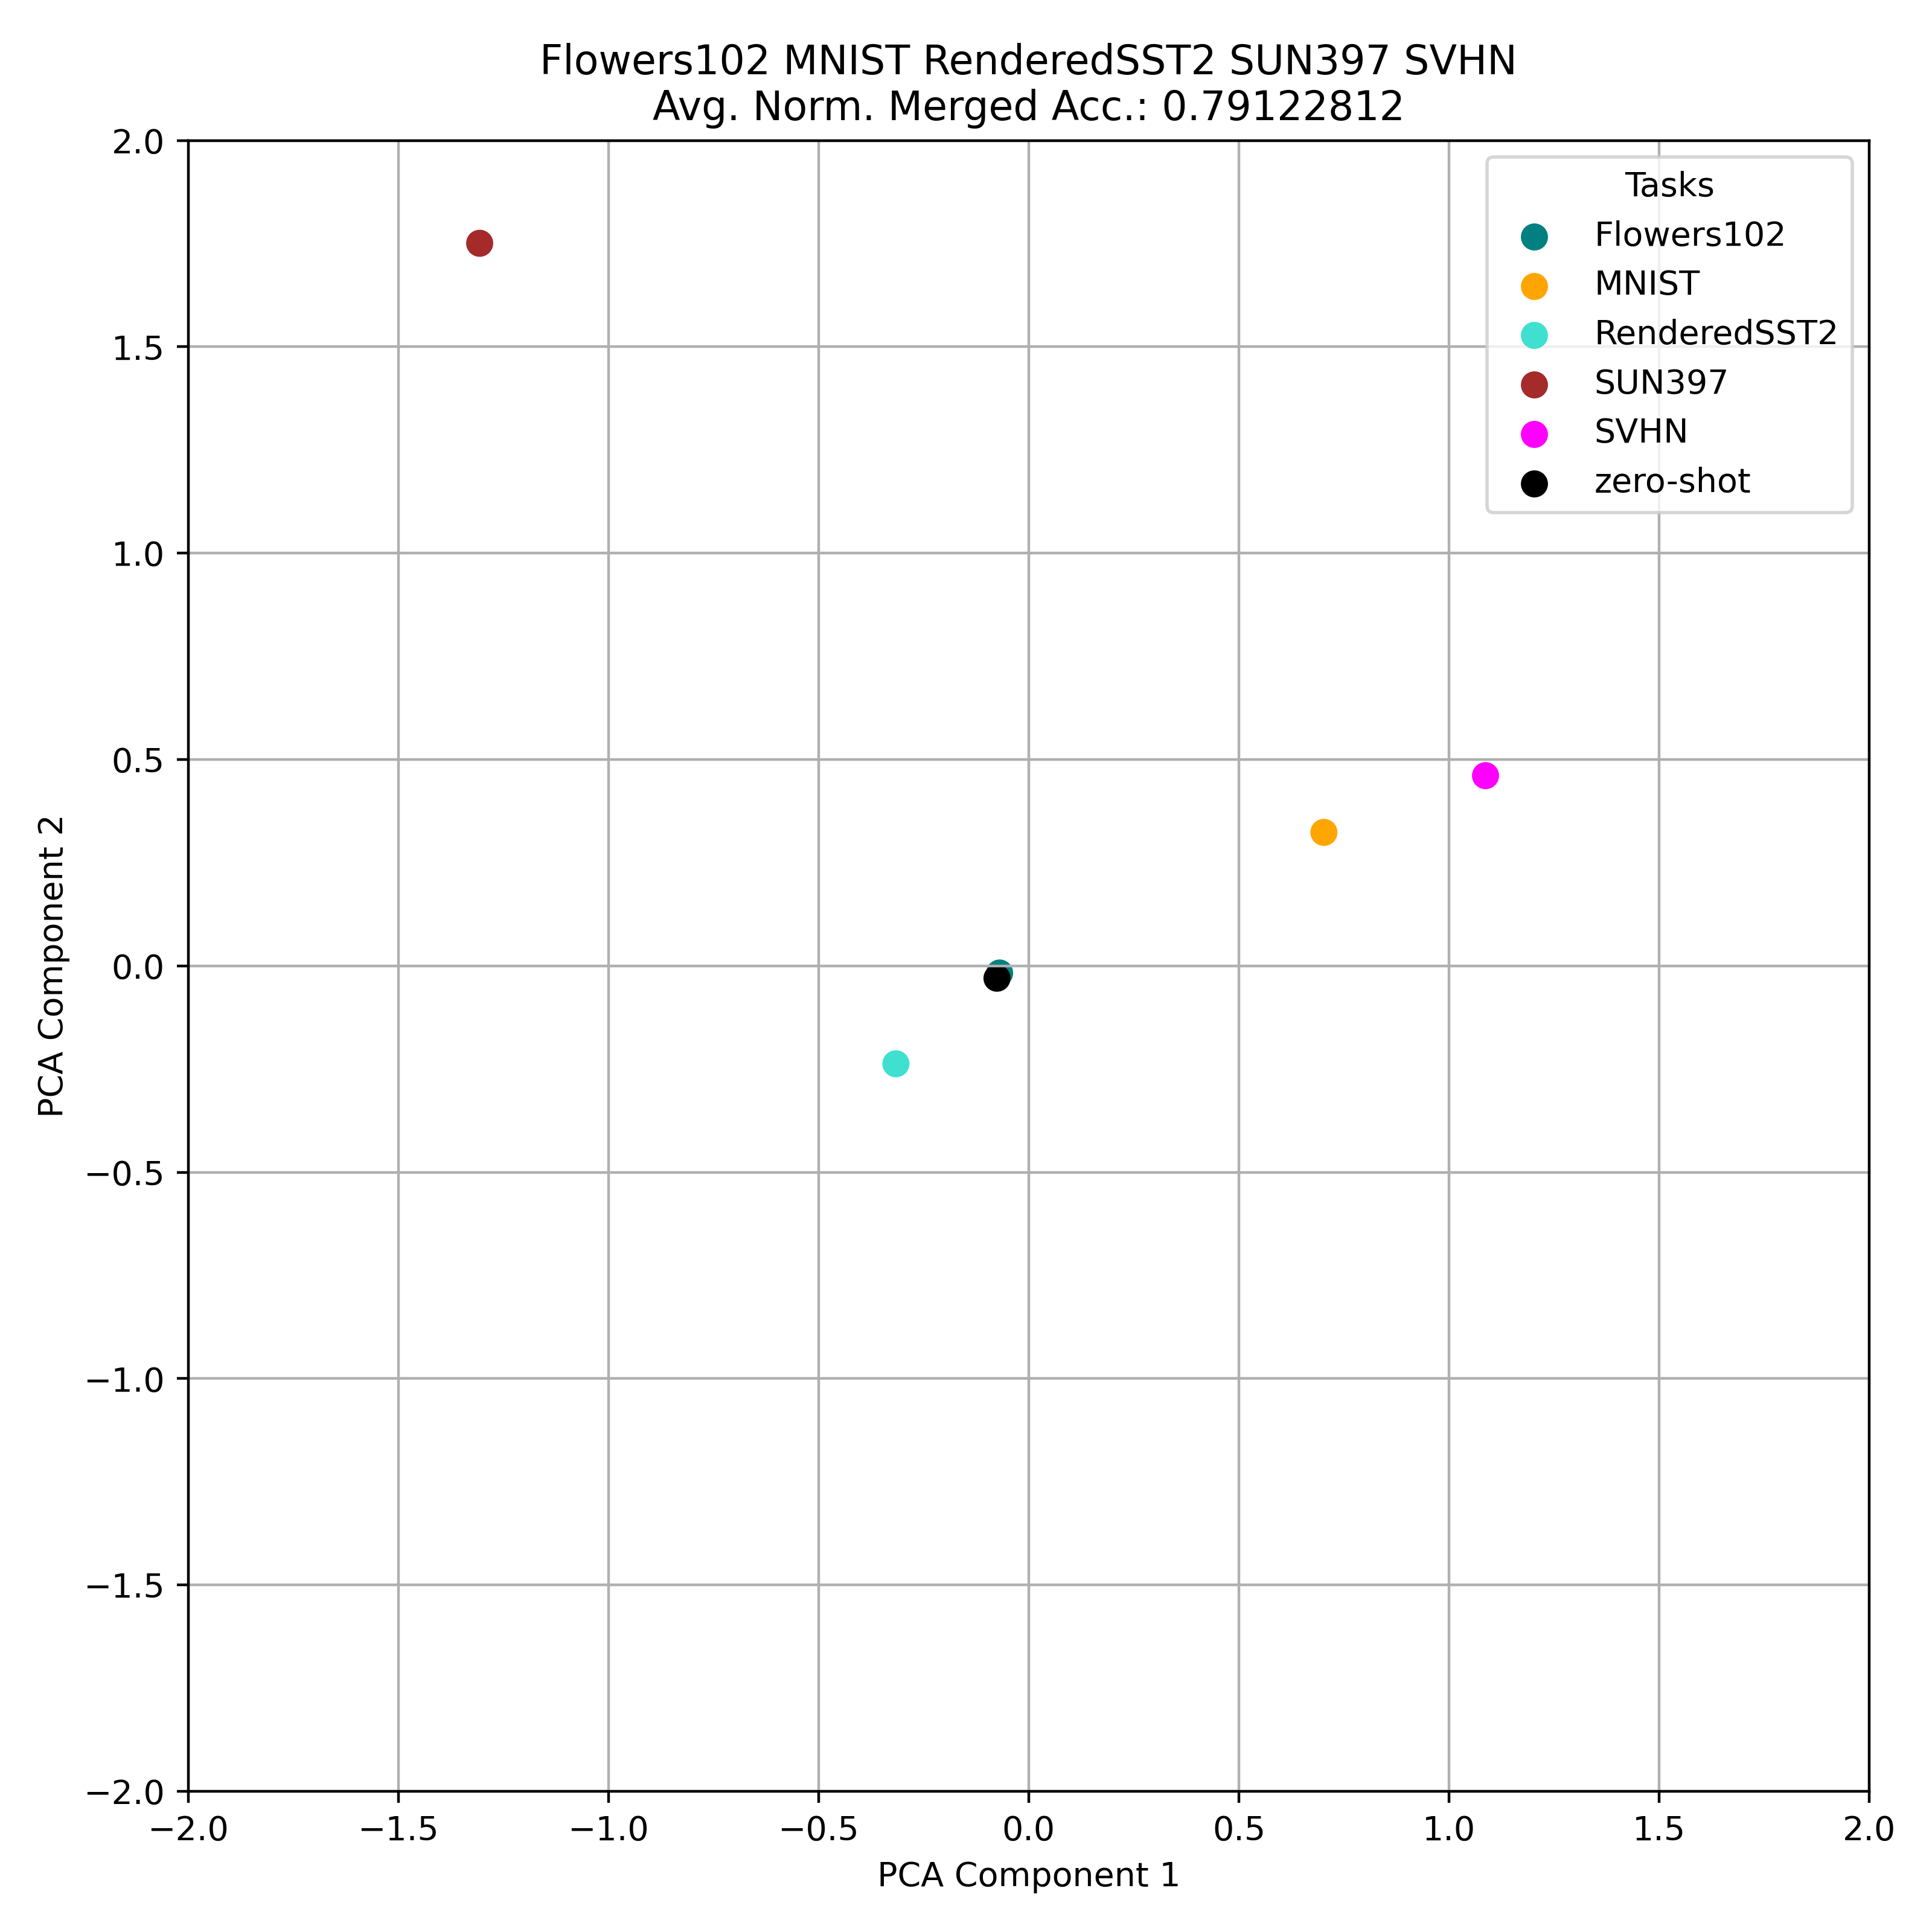 Flowers102 MNIST RenderedSST2 SUN397 SVHN
Avg. Norm. Merged Acc.: 0.79122812
Tasks
Flowers102
MNIST
RenderedSST2
SUN397
SVHN
zero-shot
PCA Component 2
2.0
1.5
1.0
0.5
0.0
−0.5
−1.0
−1.5
−2.0
−2.0 −1.5 −1.0 −0.5 0.0 0.5 1.0 1.5 2.0
PCA Component 1